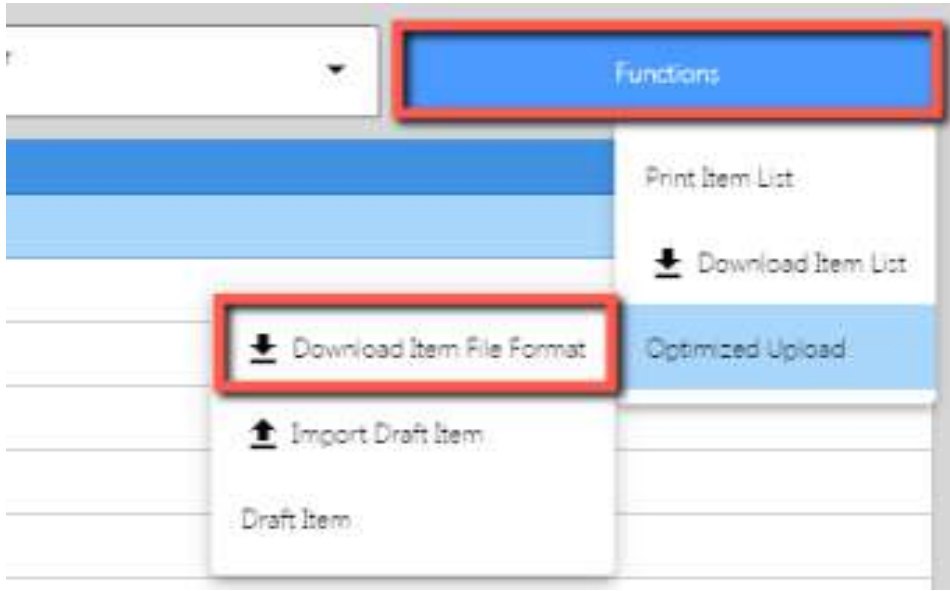 Functions
Print Item List
Download Item List
Optimized Upload
Download Item File Format
Import Draft Item
Draft Item